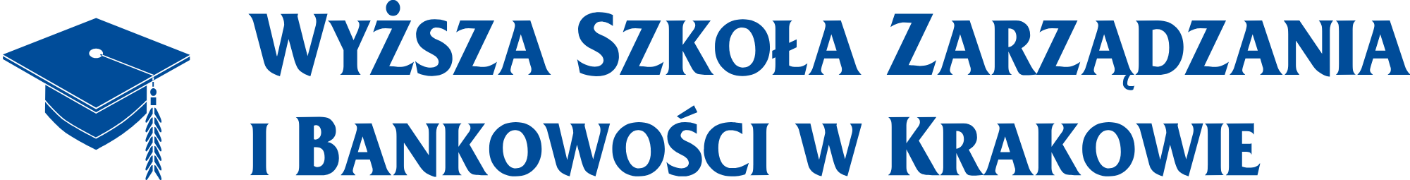 Wyższa Szkoła Zarządzania
i Bankowości w Krakowie